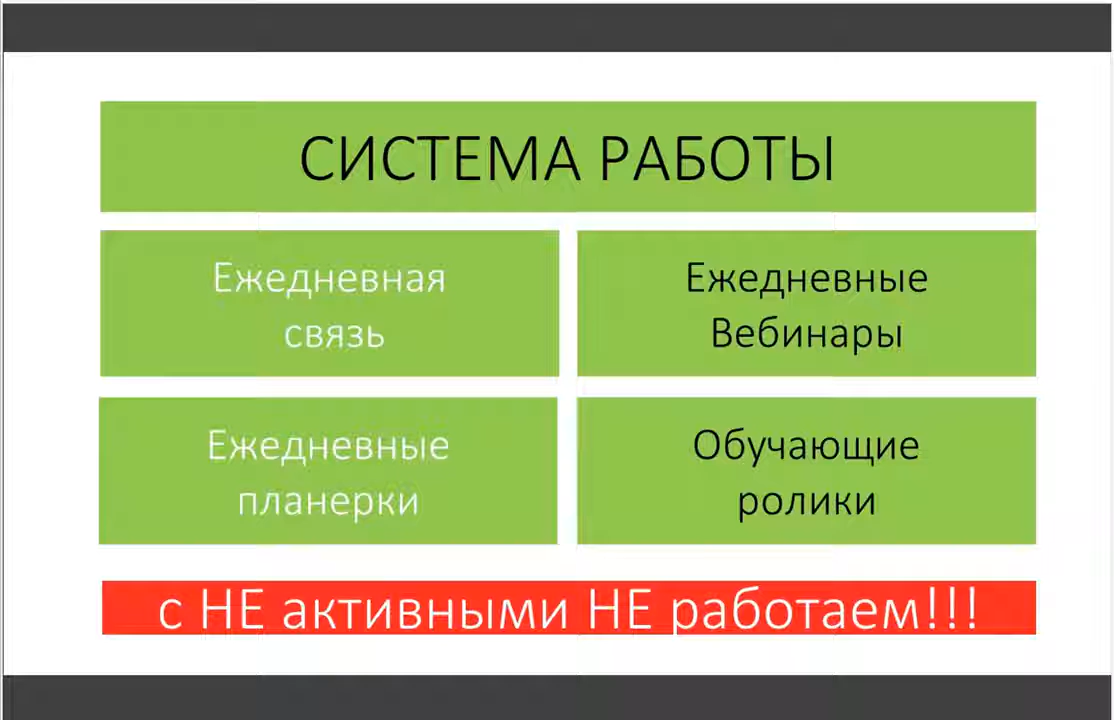 СИСТЕМА РАБОТЫ
Ежедневная
связь
Ежедневные
Вебинары
Ежедневные
планерки
Обучающие
ролики
с НЕ активными НЕ работаем!!!